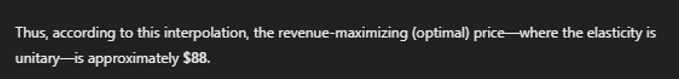 Thus, according to this interpolation, the revenue-maximizing (optimal) price—where the elasticity is
unitary—is approximately $88.